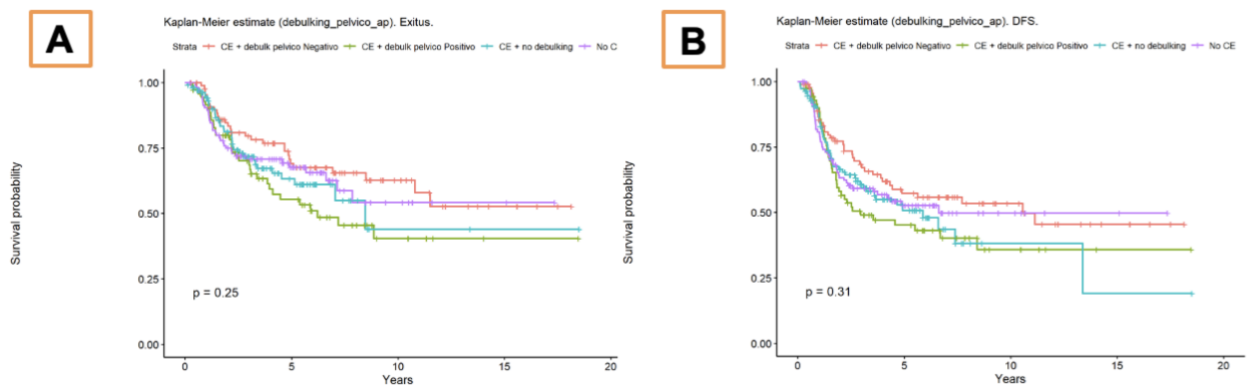 A
Kaplan-Meier estimate (debulking_pelvico_ap). Exitus.
Strata CE + debulk pelvico Negativo CE + debulk pelvico Positivo CE + no debulking No C
Survival probability
1.00
0.75
0.50
0.25
0.00
p = 0.25
0 5 10 15 20
Years
B
Kaplan-Meier estimate (debulking_pelvico_ap). DFS.
Strata CE + debulk pelvico Negativo CE + debulk pelvico Positivo CE + no debulking No CE
Survival probability
1.00
0.75
0.50
0.25
0.00
p = 0.31
0 5 10 15 20
Years